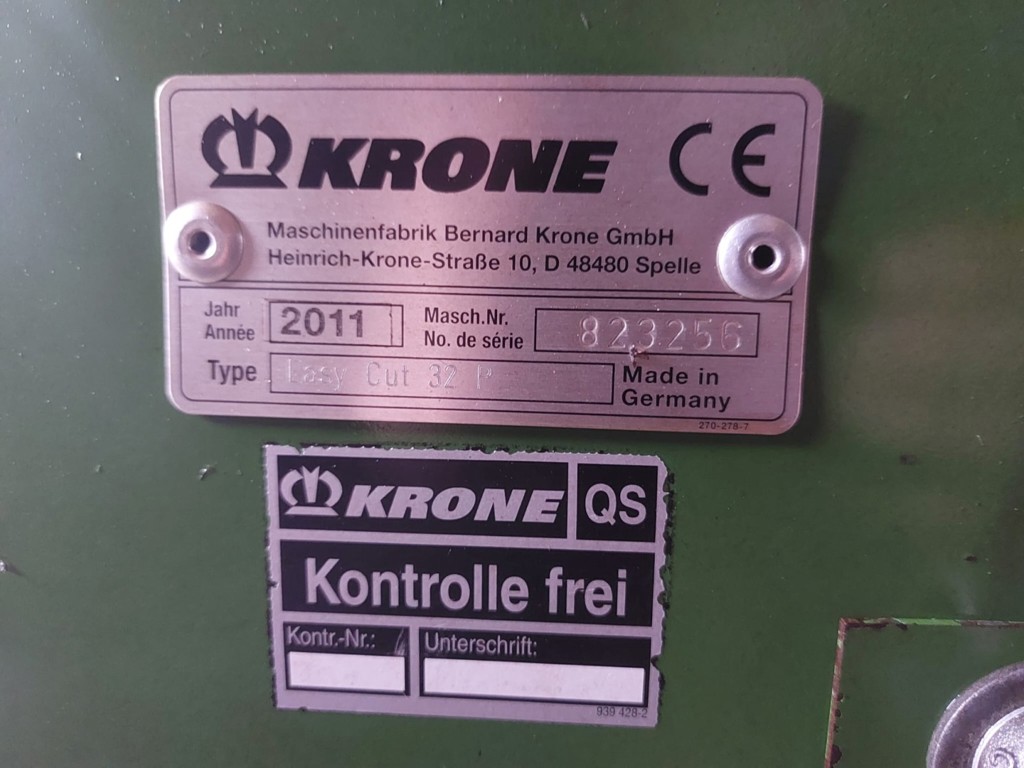 KRONE CE
Maschinenfabrik Bernard Krone GmbH
Heinrich-Krone-Straße 10, D 48480 Spelle
Jahr
Année
2011
Masch.Nr.
No. de série
823256
Type
Easy Cut 32 P
Made in
Germany
270-278-7
KRONE QS
Kontrolle frei
Kontr.-Nr.: Unterschrift:
939 428-2